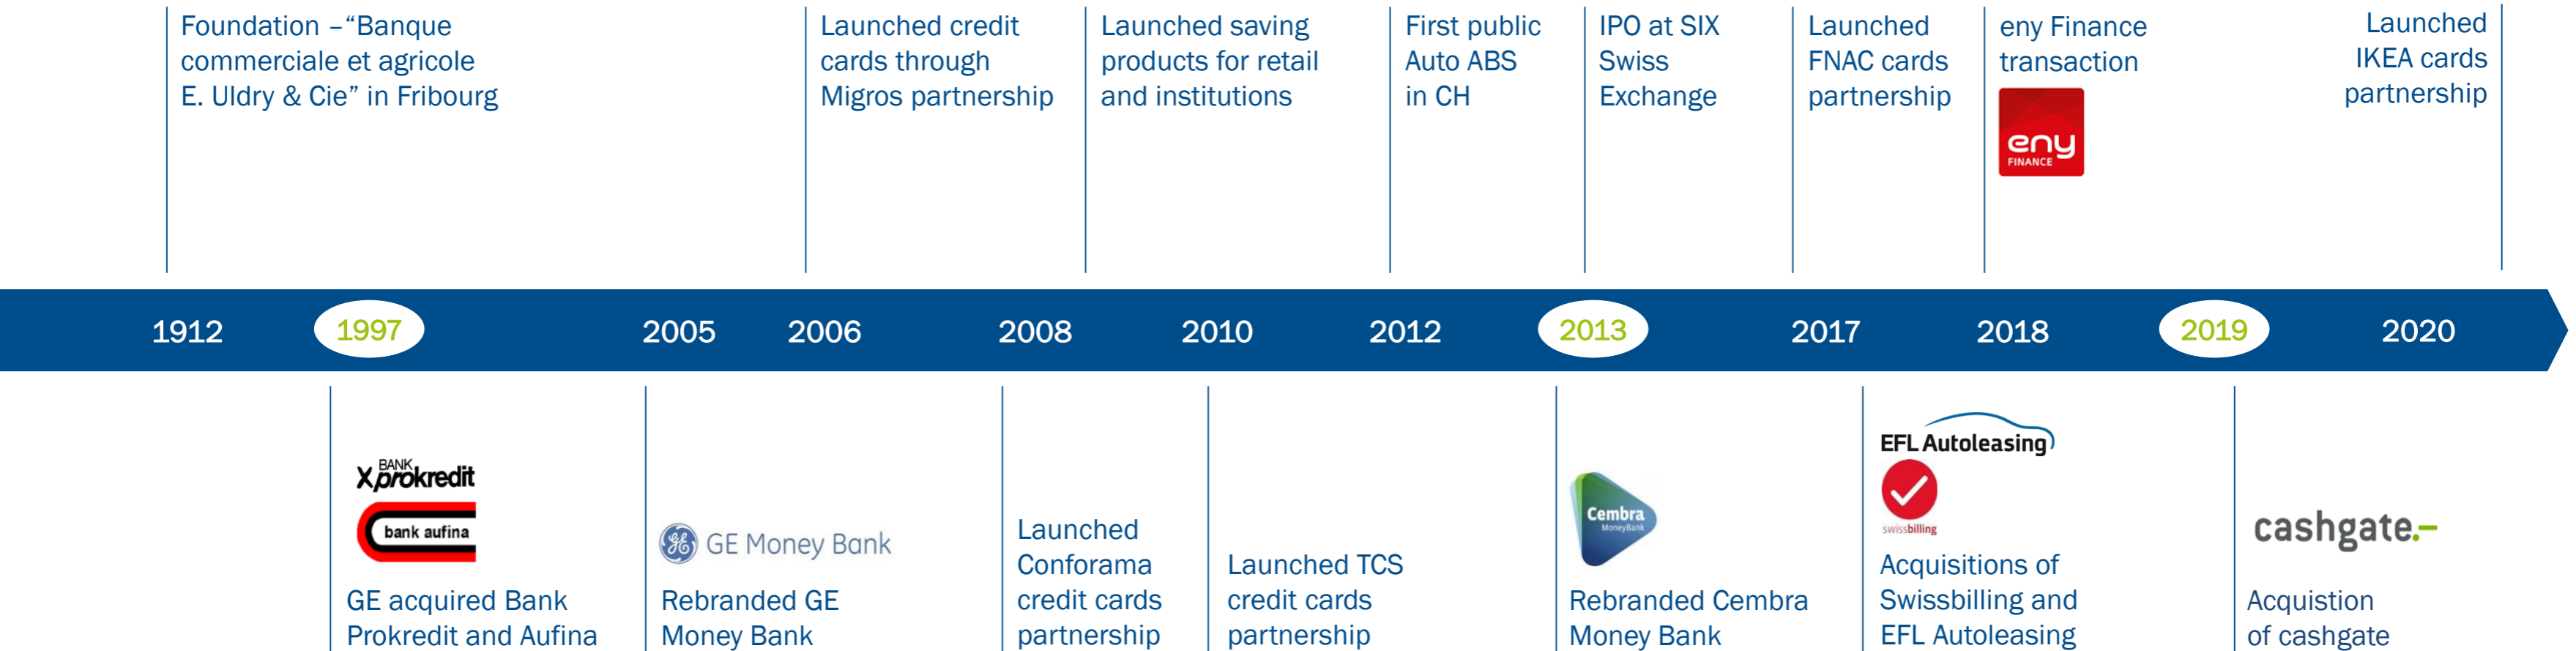 Foundation –“Banque
commerciale et agricole
E. Uldry & Cie” in Fribourg
Launched credit
cards through
Migros partnership
Launched saving
products for retail
and institutions
First public
Auto ABS
in CH
IPO at SIX
Swiss
Exchange
Launched
FNAC cards
partnership
eny Finance
transaction
eny
FINANCE
Launched
IKEA cards
partnership
1912 1997 2005 2006 2008 2010 2012 2013 2017 2018 2019 2020
BANK
prokredit
bank aufina
GE acquired Bank
Prokredit and Aufina
GE Money Bank
Rebranded GE
Money Bank
Launched
Conforama
credit cards
partnership
Launched TCS
credit cards
partnership
Cembra
MoneyBank
Rebranded Cembra
Money Bank
EFL Autoleasing
swissbilling
Acquisitions of
Swissbilling and
EFL Autoleasing
cashgate.–
Acquistion
of cashgate